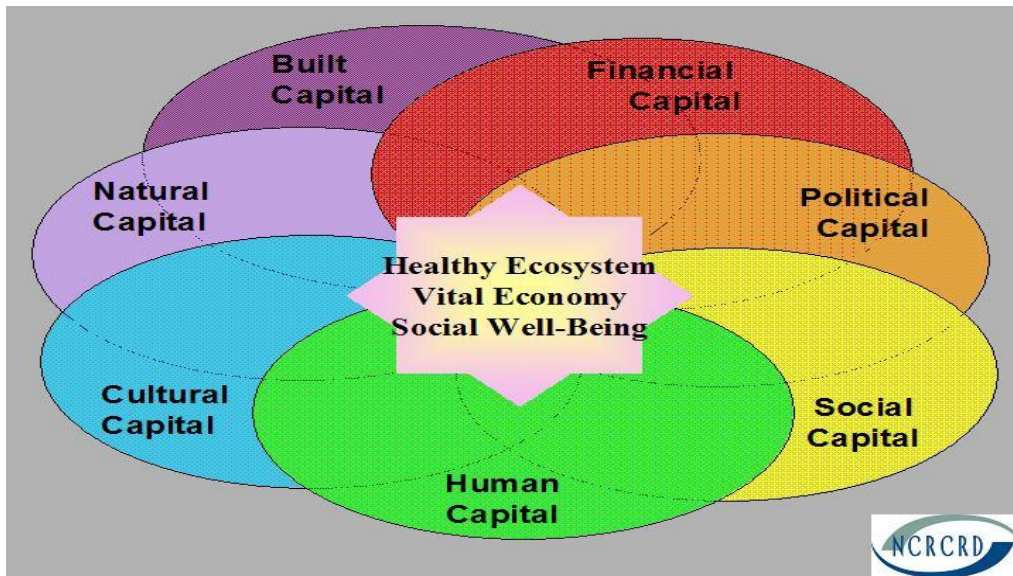 Built
Capital
Financial
Capital
Natural
Capital
Political
Capital
Healthy Ecosystem
Vital Economy
Social Well-Being
Cultural
Capital
Social
Capital
Human
Capital
NCRCRD